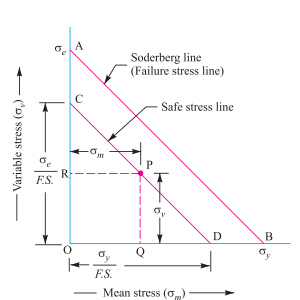 σe A
Soderberg line
(Failure stress line)
C
Safe stress line
σm
P
R
σe
F.S.
σv
Variable stress (σv)
O Q D B
σy
σy
F.S.
Mean stress (σm)